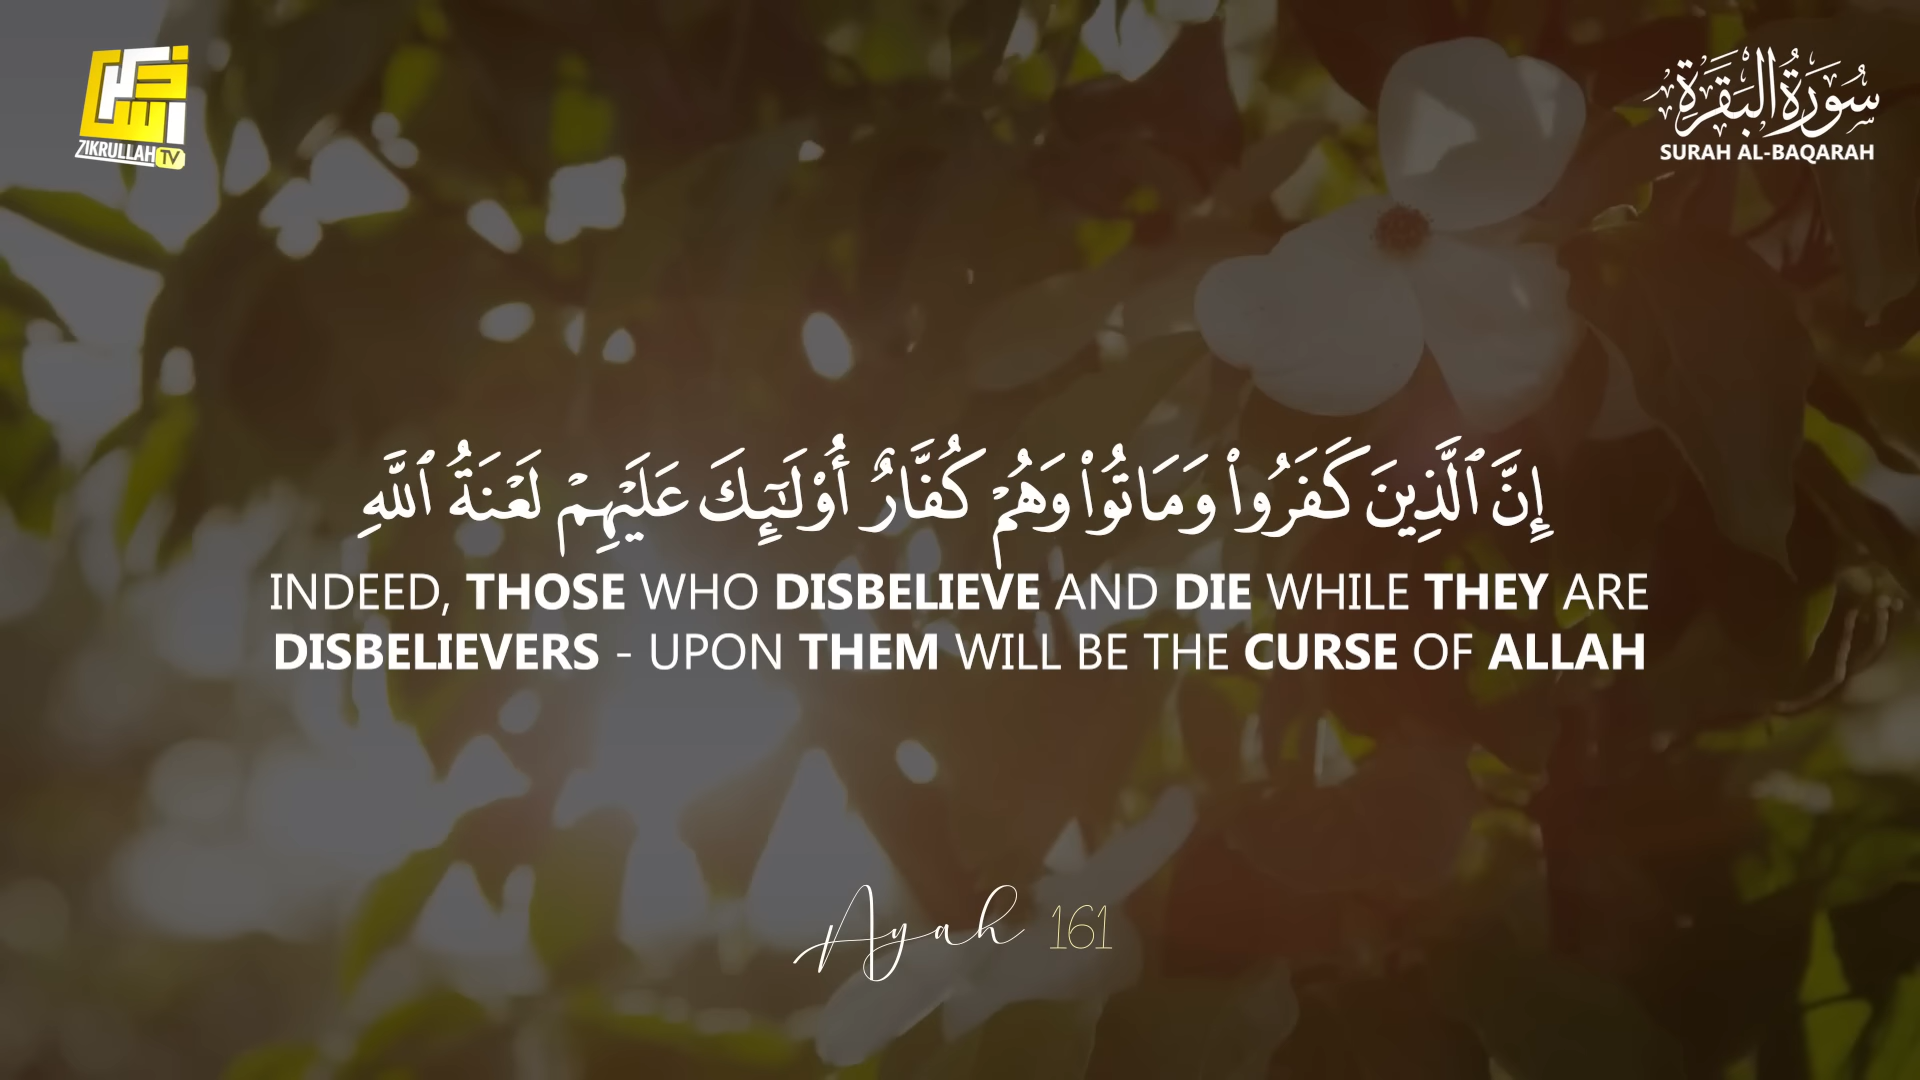 ZIKRULLAH TV
سُورَةُ البَقَرَةِ
SURAH AL-BAQARAH
إِنَّ ٱلَّذِينَ كَفَرُوا۟ وَمَاتُوا۟ وَهُمْ كُفَّارٌ أُو۟لَـٰٓئِكَ عَلَيْهِمْ لَعْنَةُ ٱللَّهِ
INDEED, THOSE WHO DISBELIEVE AND DIE WHILE THEY ARE
DISBELIEVERS - UPON THEM WILL BE THE CURSE OF ALLAH
Ayah 161